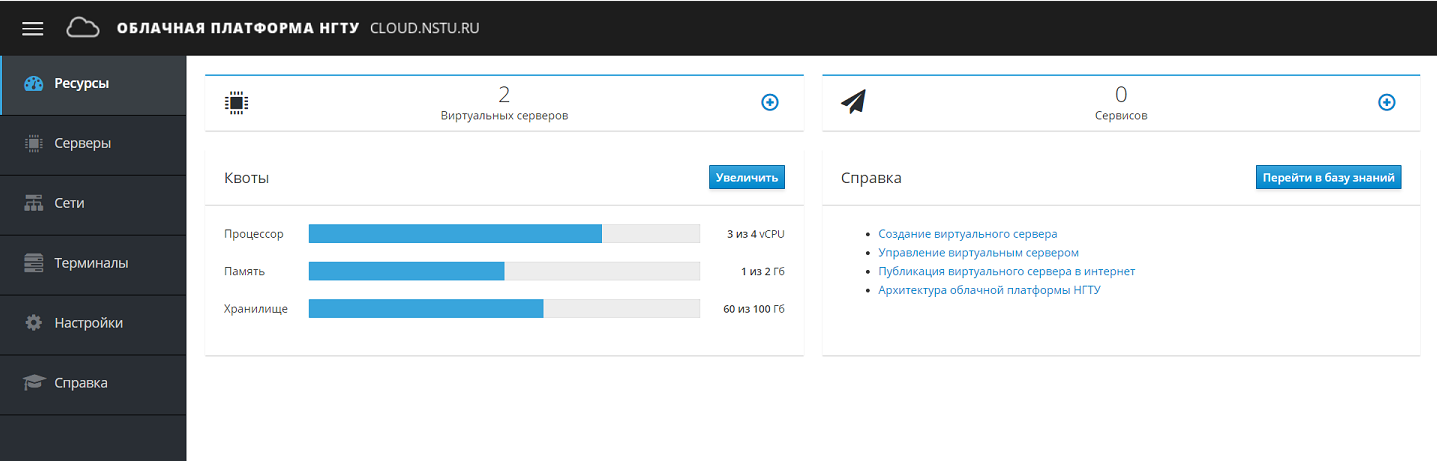 ОБЛАЧНАЯ ПЛАТФОРМА НГТУ CLOUD.NSTU.RU
Ресурсы
Серверы
Сети
Терминалы
Настройки
Справка
2
Виртуальных серверов
0
Сервисов
Квоты
Увеличить
Процессор 3 из 4 vCPU
Память 1 из 2 Гб
Хранилище 60 из 100 Гб
Справка
Перейти в базу знаний
Создание виртуального сервера
Управление виртуальным сервером
Публикация виртуального сервера в интернет
Архитектура облачной платформы НГТУ